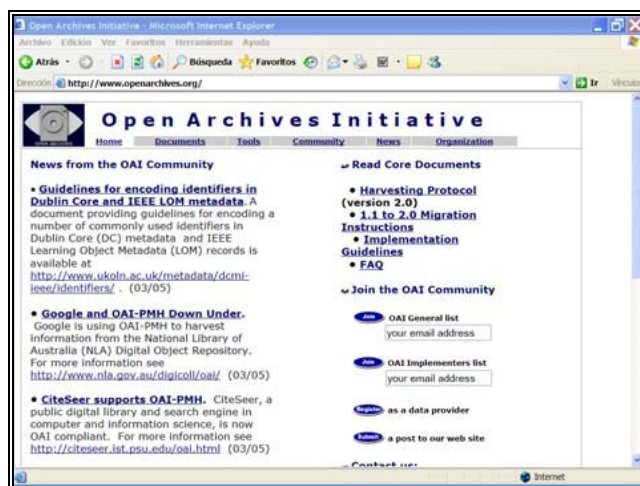 Open Archives Initiative - Microsoft Internet Explorer
Archivo Edición Ver Favoritos Herramientas Ayuda
Atrás Búsqueda Favoritos
Dirección http://www.openarchives.org/ Ir Vínculos
Open Archives Initiative
OPEN ARCHIVES
Home Documents Tools Community News Organization
News from the OAI Community
• Guidelines for encoding identifiers in
Dublin Core and IEEE LOM metadata. A
document providing guidelines for encoding a
number of commonly used identifiers in
Dublin Core (DC) metadata and IEEE
Learning Object Metadata (LOM) records is
available at
http://www.ukoln.ac.uk/metadata/dcmi-
ieee/identifiers/ . (03/05)
• Google and OAI-PMH Down Under.
Google is using OAI-PMH to harvest
information from the National Library of
Australia (NLA) Digital Object Repository.
For more information see
http://www.nla.gov.au/digicoll/oai/ (03/05)
• CiteSeer supports OAI-PMH. CiteSeer, a
public digital library and search engine in
computer and information science, is now
OAI compliant. For more information see
http://citeseer.ist.psu.edu/oai.html (03/05)
Read Core Documents
• Harvesting Protocol
(version 2.0)
• 1.1 to 2.0 Migration
Instructions
• Implementation
Guidelines
• FAQ
Join the OAI Community
Join OAI General list
your email address
Join OAI Implementers list
your email address
Register as a data provider
Submit a post to our web site
Contact us:
Internet